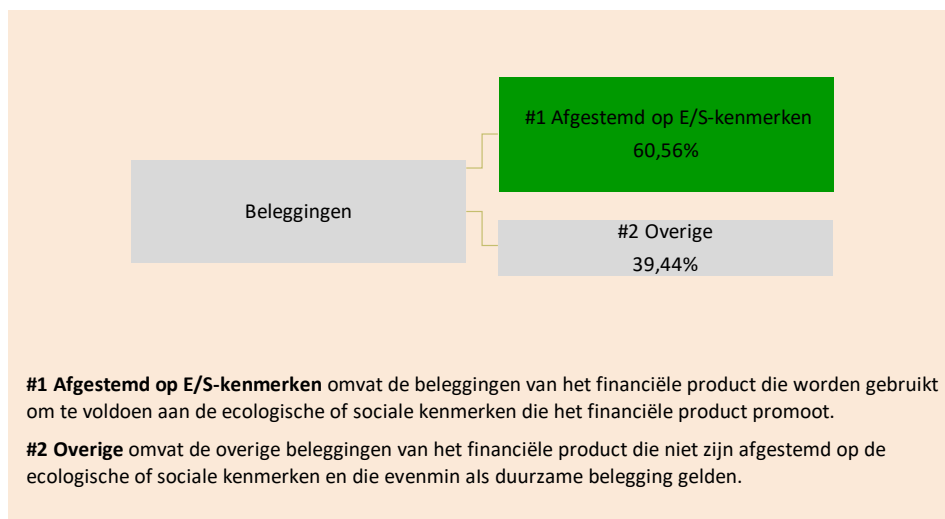 #1 Afgestemd op E/S-kenmerken
60,56%
Beleggingen
#2 Overige
39,44%
#1 Afgestemd op E/S-kenmerken omvat de beleggingen van het financiële product die worden gebruikt
om te voldoen aan de ecologische of sociale kenmerken die het financiële product promoot.
#2 Overige omvat de overige beleggingen van het financiële product die niet zijn afgestemd op de
ecologische of sociale kenmerken en die evenmin als duurzame belegging gelden.